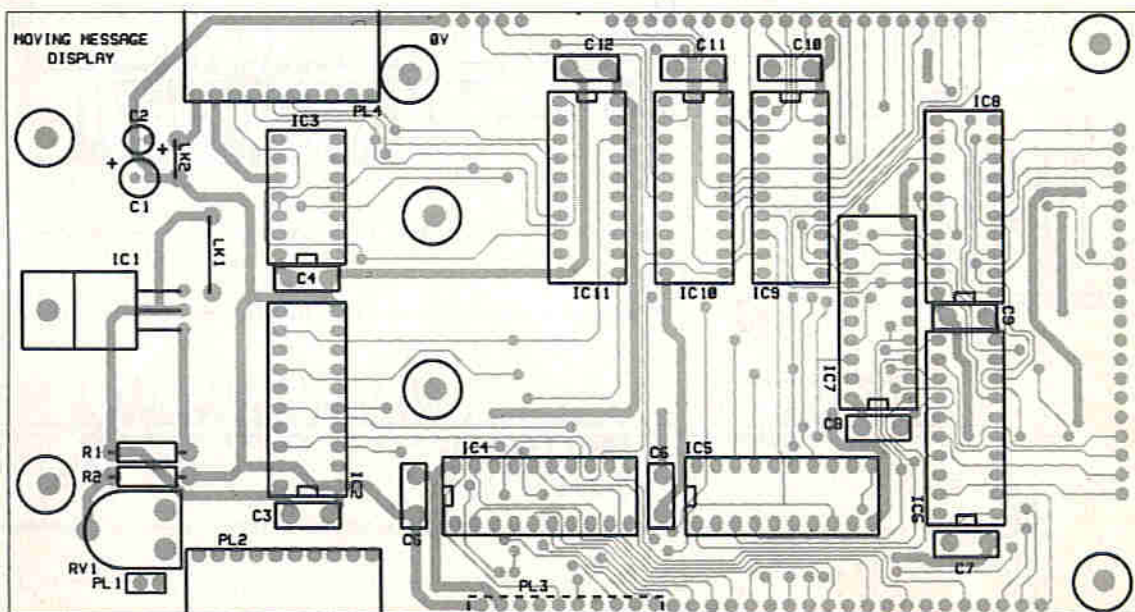 MOVING MESSAGE
DISPLAY
0V
C12
C11
C10
PL4
C2
IC3
IC8
LK2
+
+
C1
LK1
IC1
C4
IC11
IC10
IC9
C9
IC7
C8
R1
R2
IC4
C6
IC5
IC2
C3
C5
IC6
RV1
PL2
PL1
PL3
C7